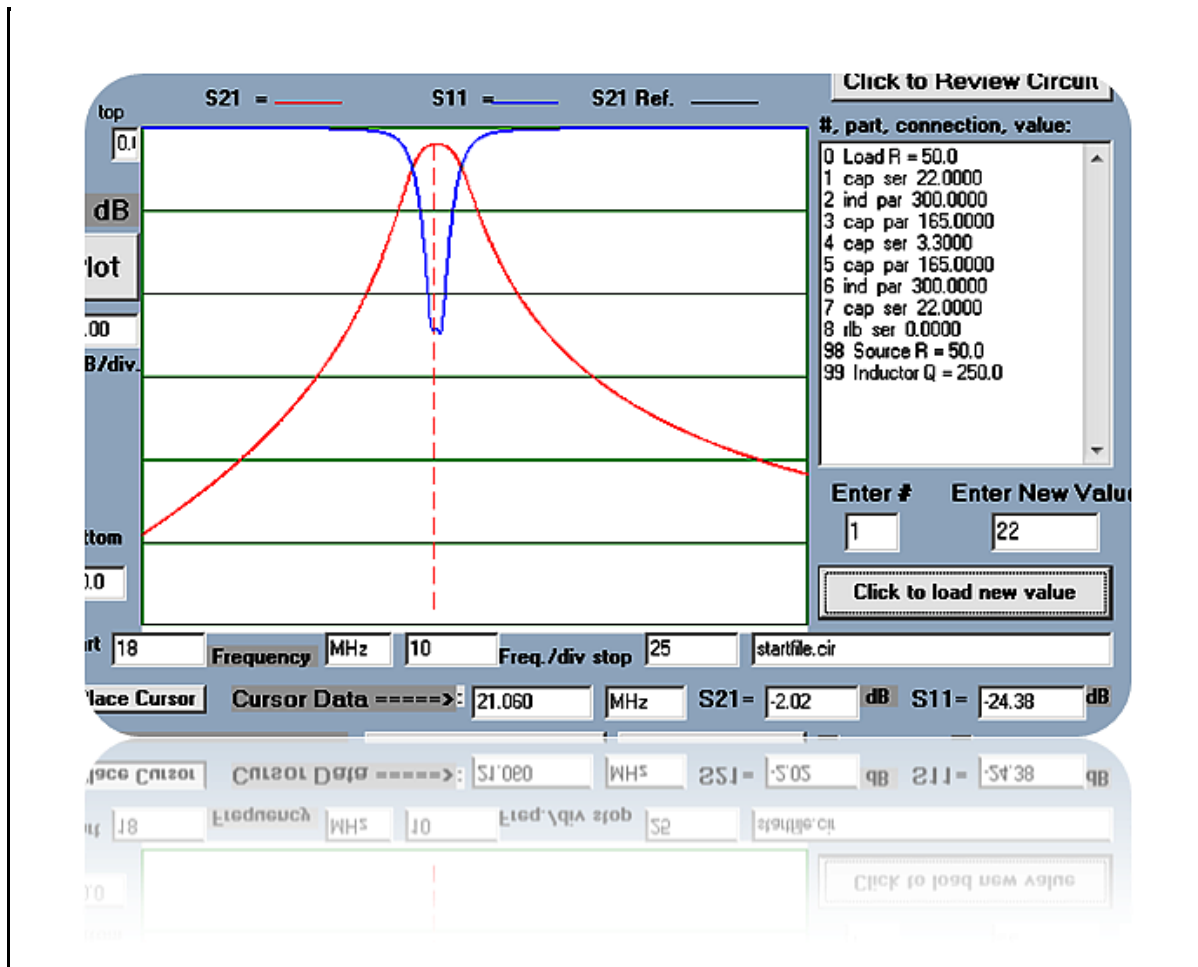 Click to Review Circuit
S21 = S11 = S21 Ref.
top
#, part, connection, value:
0 Load R = 50.0
1 cap ser 22.0000
2 ind par 300.0000
3 cap par 165.0000
4 cap ser 3.3000
5 cap par 165.0000
6 ind par 300.0000
7 cap ser 22.0000
8 rlb ser 0.0000
98 Source R = 50.0
99 Inductor Q = 250.0
dB
.00
B/div.
Enter # Enter New Valu
1 22
ttom
Click to load new value
18 Frequency MHz 10 Freq./div stop 25 startfile.cir
lace Cursor Cursor Data =====>: 21.060 MHz S21= -2.02 dB S11= -24.38 dB